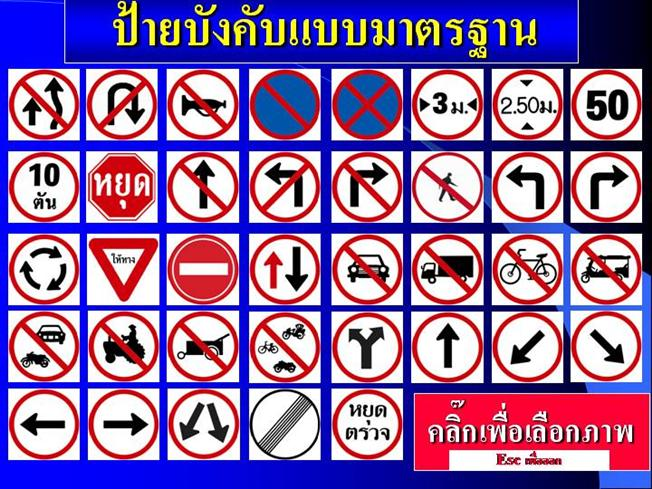 ป้ายบังคับแบบมาตรฐาน
3 ม.
2.50ม.
50
10
ตัน
หยุด
ให้ทาง
หยุด
ตรวจ
คลิ๊กเพื่อเลือกภาพ
Esc เพื่อออก